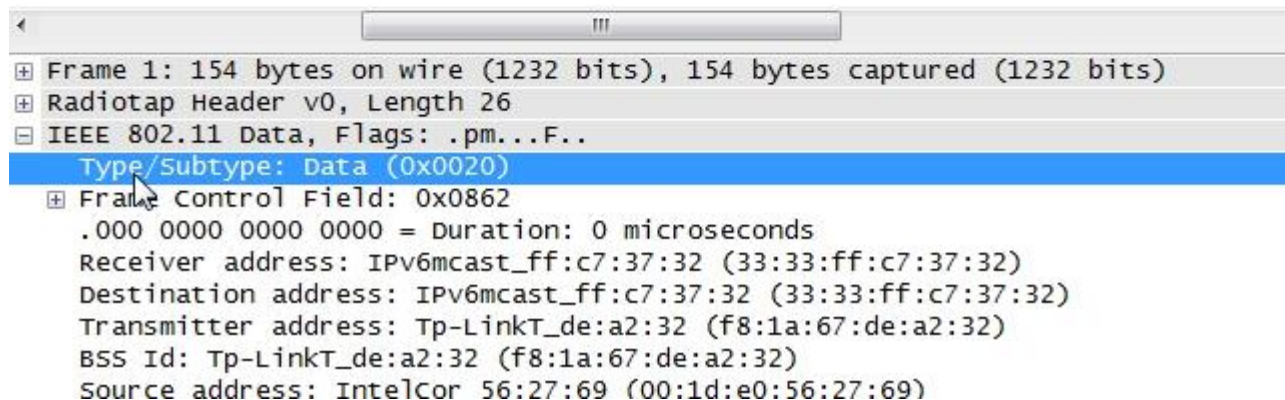 Frame 1: 154 bytes on wire (1232 bits), 154 bytes captured (1232 bits)
Radiotap Header v0, Length 26
IEEE 802.11 Data, Flags: .pm...F..
Type/Subtype: Data (0x0020)
Frame Control Field: 0x0862
.000 0000 0000 0000 = Duration: 0 microseconds
Receiver address: IPv6mcast_ff:c7:37:32 (33:33:ff:c7:37:32)
Destination address: IPv6mcast_ff:c7:37:32 (33:33:ff:c7:37:32)
Transmitter address: Tp-LinkT_de:a2:32 (f8:1a:67:de:a2:32)
BSS Id: Tp-LinkT_de:a2:32 (f8:1a:67:de:a2:32)
Source address: IntelCor 56:27:69 (00:1d:e0:56:27:69)